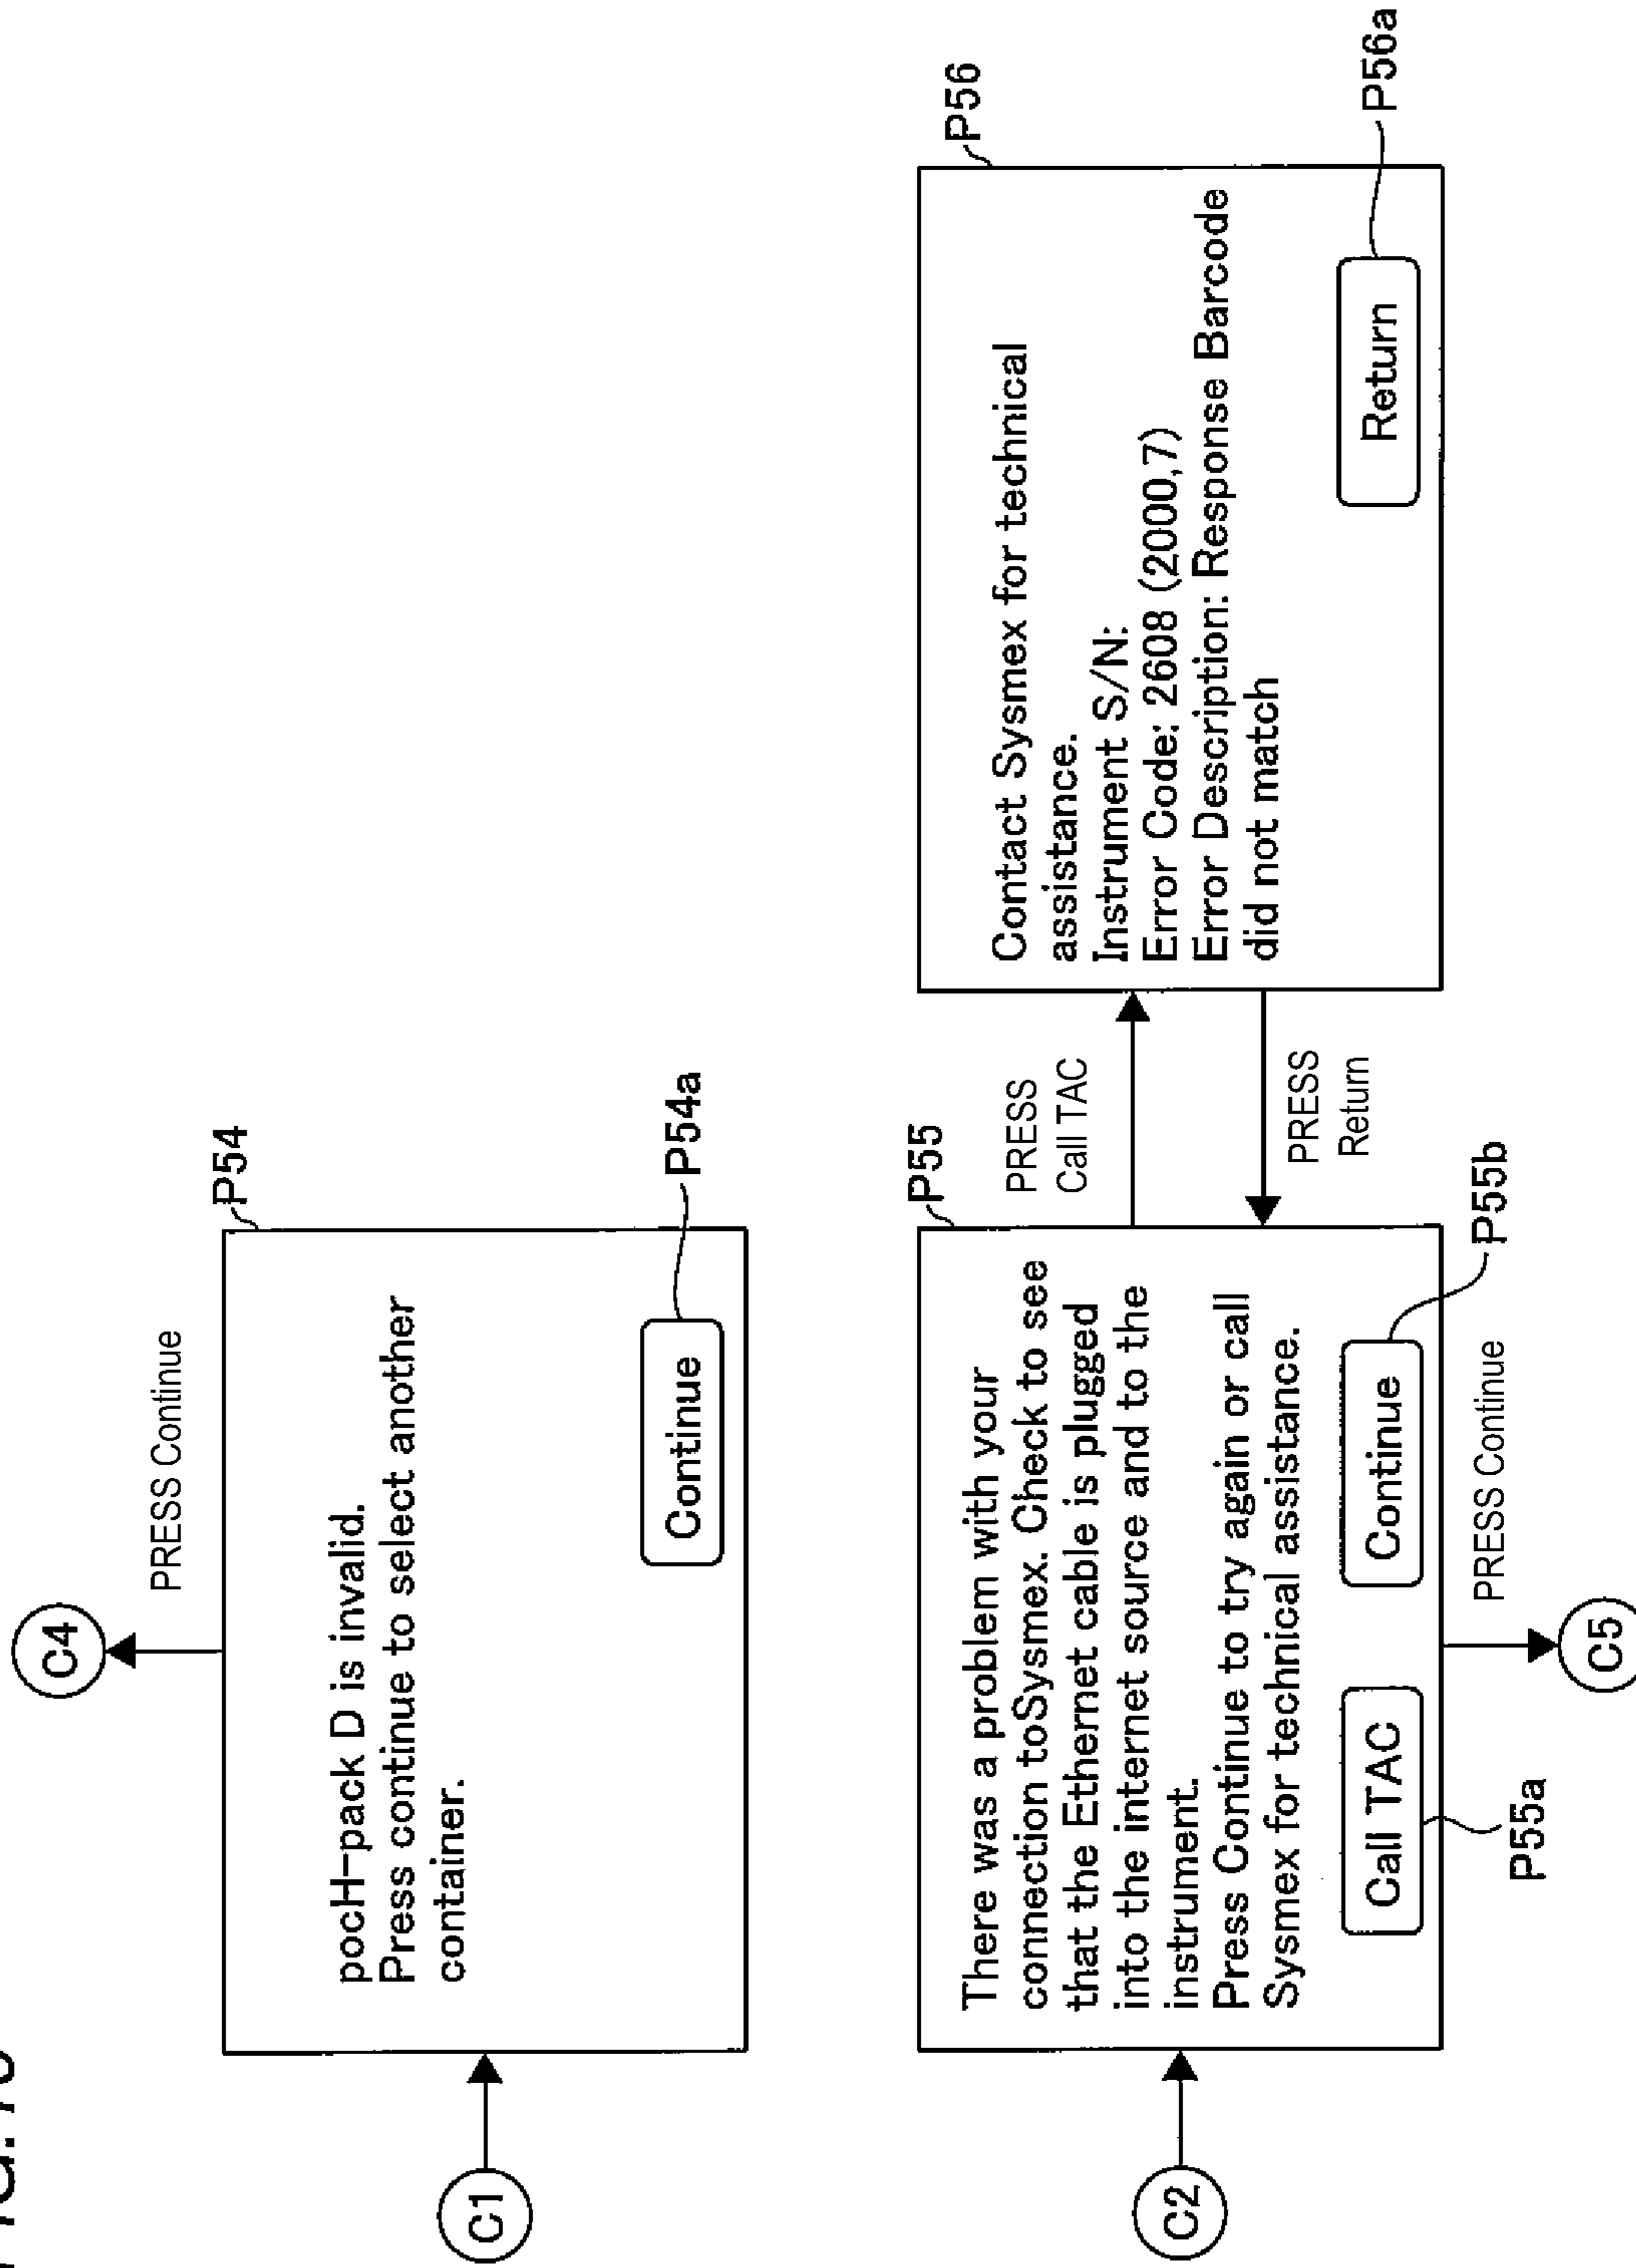 C4
PRESS Continue
P54
pocH-pack D is invalid.
Press continue to select another
container.
Continue
P54a
C1
P55
There was a problem with your
connection toSysmex. Check to see
that the Ethernet cable is plugged
into the internet source and to the
instrument.
Press Continue to try again or call
Sysmex for technical assistance.
Call TAC
Continue
P55a
P55b
C2
PRESS Continue
C5
PRESS
Call TAC
PRESS
Return
P56
Contact Sysmex for technical
assistance.
Instrument S/N:
Error Code: 2608 (2000,7)
Error Description: Response Barcode
did not match
Return
P56a